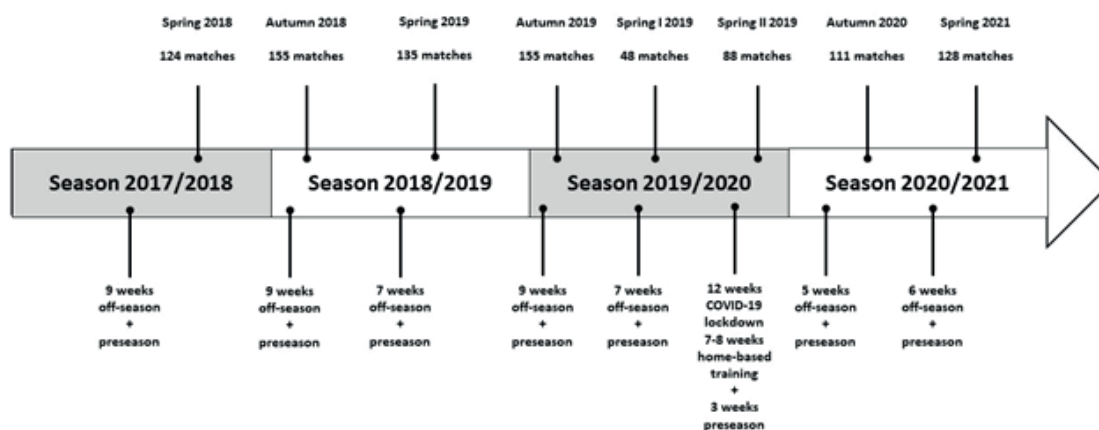 Spring 2018
124 matches
Autumn 2018
155 matches
Spring 2019
135 matches
Autumn 2019
155 matches
Spring I 2019
48 matches
Spring II 2019
88 matches
Autumn 2020
111 matches
Spring 2021
128 matches
Season 2017/2018
Season 2018/2019
Season 2019/2020
Season 2020/2021
9 weeks
off-season
+
preseason
9 weeks
off-season
+
preseason
7 weeks
off-season
+
preseason
9 weeks
off-season
+
preseason
7 weeks
off-season
+
preseason
12 weeks
COVID-19
lockdown
7-8 weeks
home-based
training
+
3 weeks
preseason
5 weeks
off-season
+
preseason
6 weeks
off-season
+
preseason